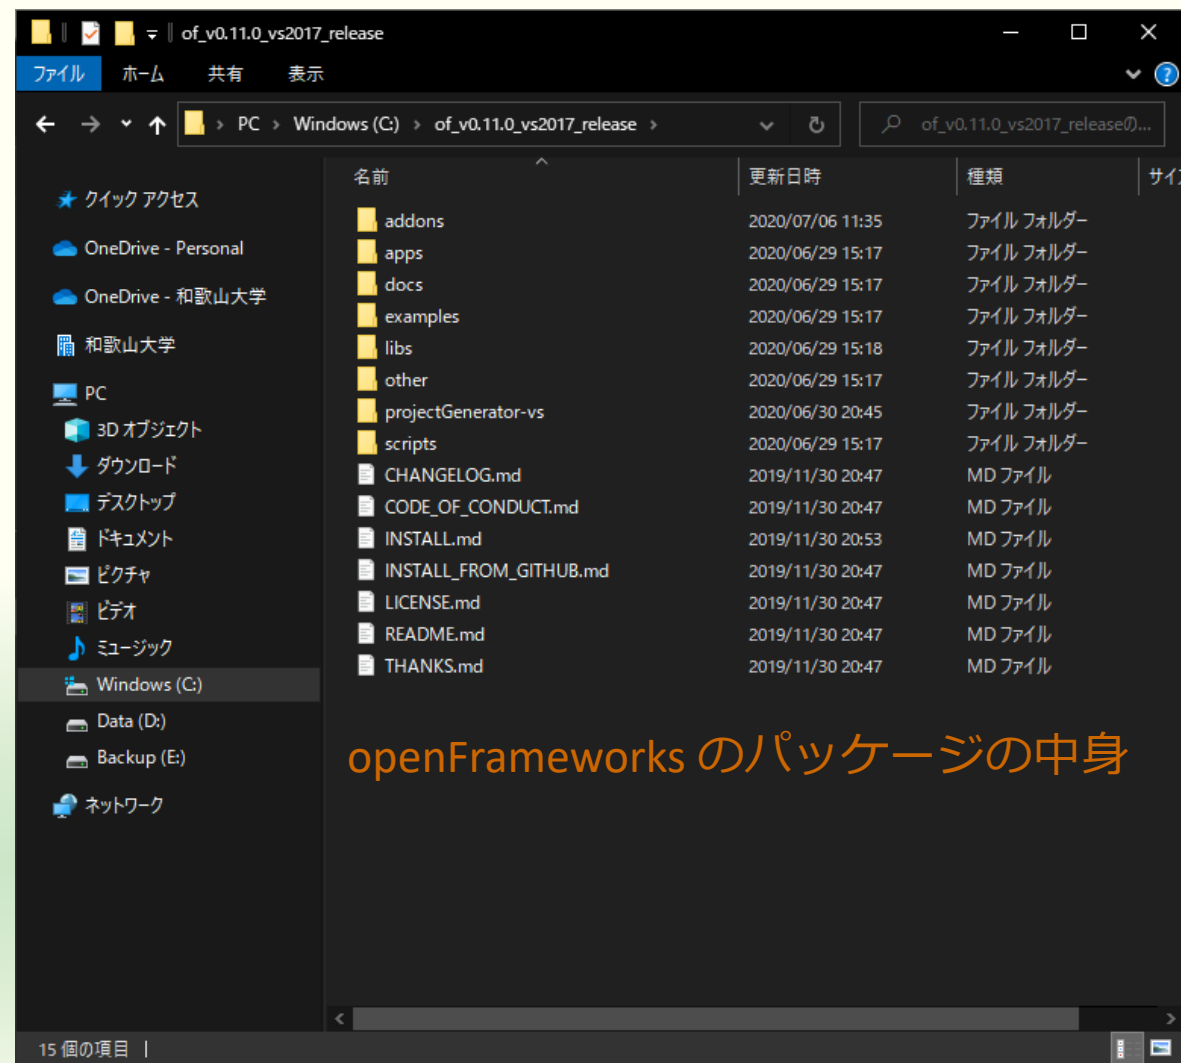 of_v0.11.0_vs2017_release
ファイル ホーム 共有 表示
PC › Windows (C:) › of_v0.11.0_vs2017_release ›
of_v0.11.0_vs2017_releaseの...
クイック アクセス
OneDrive - Personal
OneDrive - 和歌山大学
和歌山大学
PC
3D オブジェクト
ダウンロード
デスクトップ
ドキュメント
ピクチャ
ビデオ
ミュージック
Windows (C:)
Data (D:)
Backup (E:)
ネットワーク
名前 更新日時 種類 サイズ
addons 2020/07/06 11:35 ファイル フォルダー
apps 2020/06/29 15:17 ファイル フォルダー
docs 2020/06/29 15:17 ファイル フォルダー
examples 2020/06/29 15:17 ファイル フォルダー
libs 2020/06/29 15:18 ファイル フォルダー
other 2020/06/29 15:17 ファイル フォルダー
projectGenerator-vs 2020/06/30 20:45 ファイル フォルダー
scripts 2020/06/29 15:17 ファイル フォルダー
CHANGELOG.md 2019/11/30 20:47 MD ファイル
CODE_OF_CONDUCT.md 2019/11/30 20:47 MD ファイル
INSTALL.md 2019/11/30 20:53 MD ファイル
INSTALL_FROM_GITHUB.md 2019/11/30 20:47 MD ファイル
LICENSE.md 2019/11/30 20:47 MD ファイル
README.md 2019/11/30 20:47 MD ファイル
THANKS.md 2019/11/30 20:47 MD ファイル
openFrameworks のパッケージの中身
15 個の項目